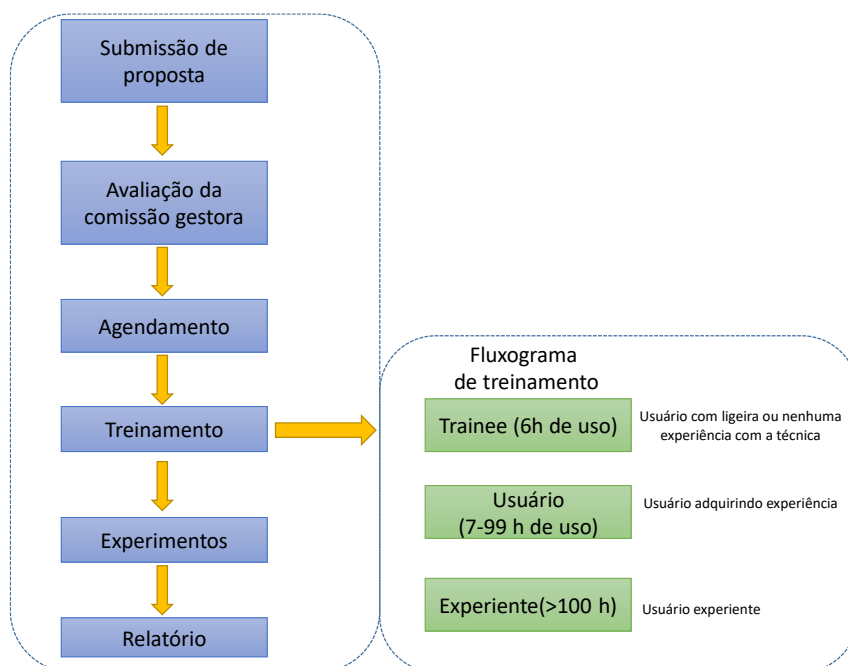 Submissão de
proposta
Avaliação da
comissão gestora
Agendamento
Treinamento
Experimentos
Relatório
Fluxograma
de treinamento
Trainee (6h de uso)
Usuário com ligeira ou nenhuma
experiência com a técnica
Usuário
(7-99 h de uso)
Usuário adquirindo experiência
Experiente(>100 h)
Usuário experiente